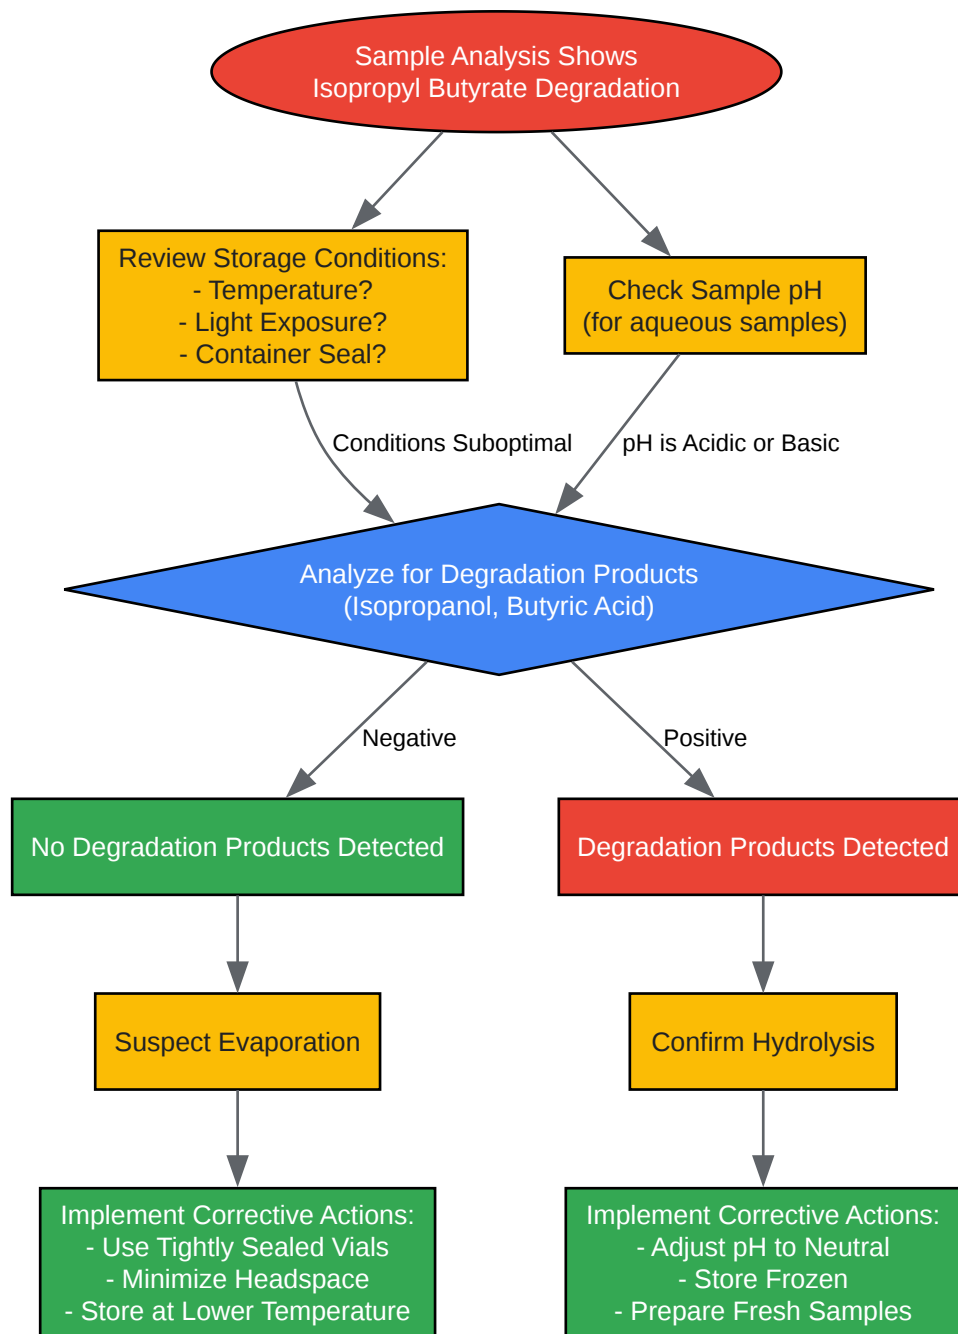 Sample Analysis Shows
Isopropyl Butyrate Degradation
Review Storage Conditions:
- Temperature?
- Light Exposure?
- Container Seal?
Check Sample pH
(for aqueous samples)
Conditions Suboptimal
pH is Acidic or Basic
Analyze for Degradation Products
(Isopropanol, Butyric Acid)
Negative
Positive
No Degradation Products Detected
Degradation Products Detected
Suspect Evaporation
Confirm Hydrolysis
Implement Corrective Actions:
- Use Tightly Sealed Vials
- Minimize Headspace
- Store at Lower Temperature
Implement Corrective Actions:
- Adjust pH to Neutral
- Store Frozen
- Prepare Fresh Samples